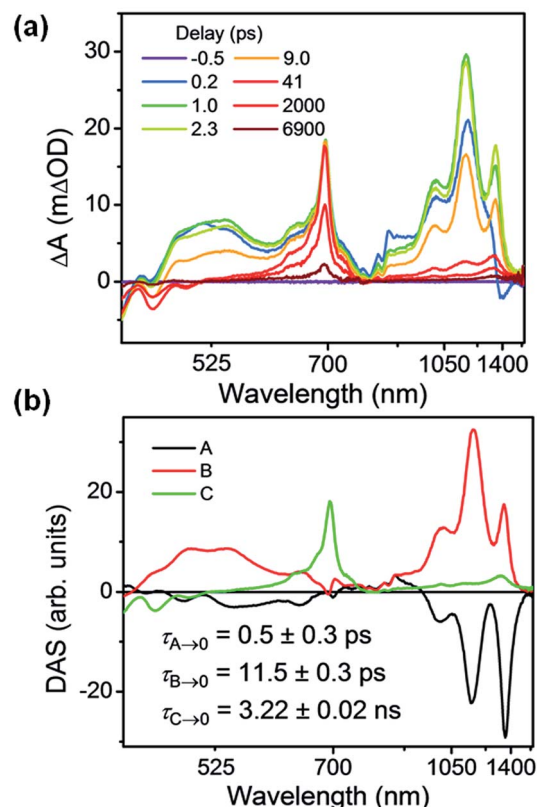 (a)
Delay (ps)
-0.5 9.0
0.2 41
1.0 2000
2.3 6900
30
20
10
0
ΔA (mΔOD)
525 700 1050 1400
Wavelength (nm)
(b)
A
B
C
20
0
-20
DAS (arb. units)
τA→0 = 0.5 ± 0.3 ps
τB→0 = 11.5 ± 0.3 ps
τC→0 = 3.22 ± 0.02 ns
525 700 1050 1400
Wavelength (nm)